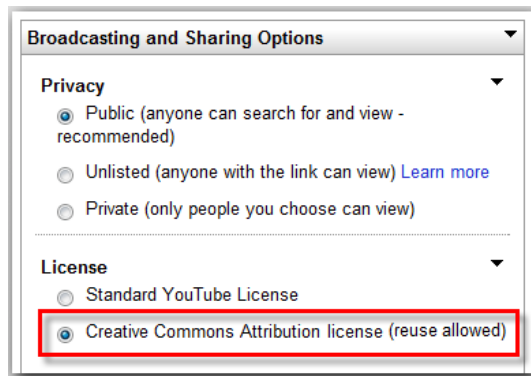 Broadcasting and Sharing Options
Privacy
Public (anyone can search for and view -
recommended)
Unlisted (anyone with the link can view) Learn more
Private (only people you choose can view)
License
Standard YouTube License
Creative Commons Attribution license (reuse allowed)